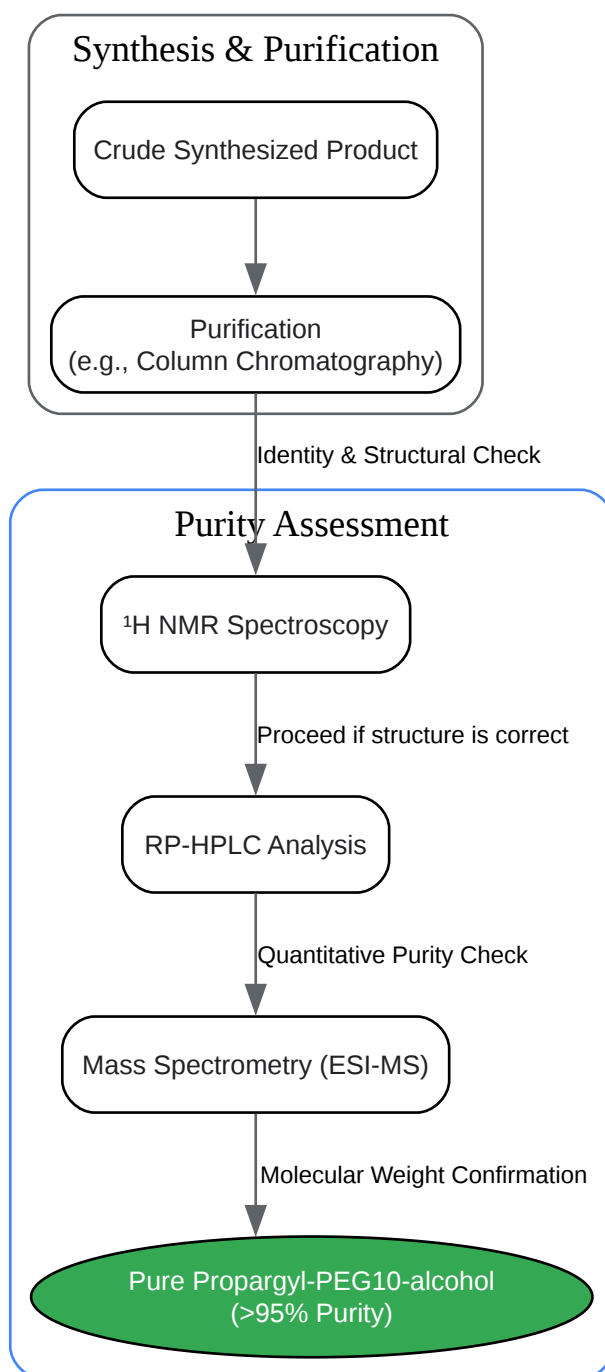 Synthesis & Purification
Crude Synthesized Product
Purification
(e.g., Column Chromatography)
Identity & Structural Check
Purity Assessment
¹H NMR Spectroscopy
Proceed if structure is correct
RP-HPLC Analysis
Quantitative Purity Check
Mass Spectrometry (ESI-MS)
Molecular Weight Confirmation
Pure Propargyl-PEG10-alcohol
(>95% Purity)